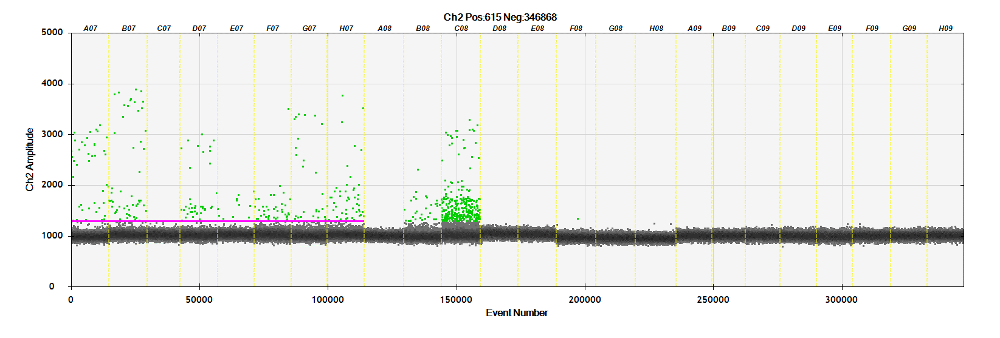 Ch2 Pos:615 Neg:346868
A07 B07 C07 D07 E07 F07 G07 H07 A08 B08 C08 D08 E08 F08 G08 H08 A09 B09 C09 D09 E09 F09 G09 H09
5000
4000
3000
2000
1000
0
Ch2 Amplitude
0 50000 100000 150000 200000 250000 300000
Event Number